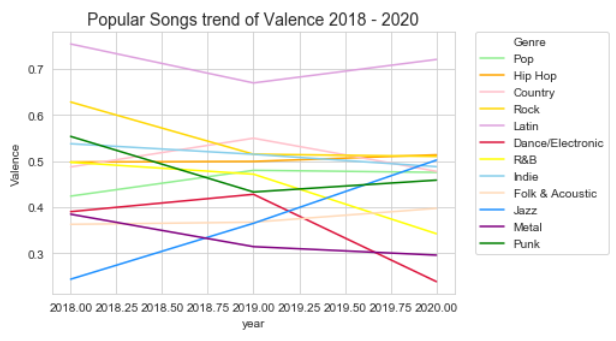 Popular Songs trend of Valence 2018 - 2020
Genre
Pop
Hip Hop
Country
Rock
Latin
Dance/Electronic
R&B
Indie
Folk & Acoustic
Jazz
Metal
Punk
Valence
0.7
0.6
0.5
0.4
0.3
2018.00 2018.25 2018.50 2018.75 2019.00 2019.25 2019.50 2019.75 2020.00
year